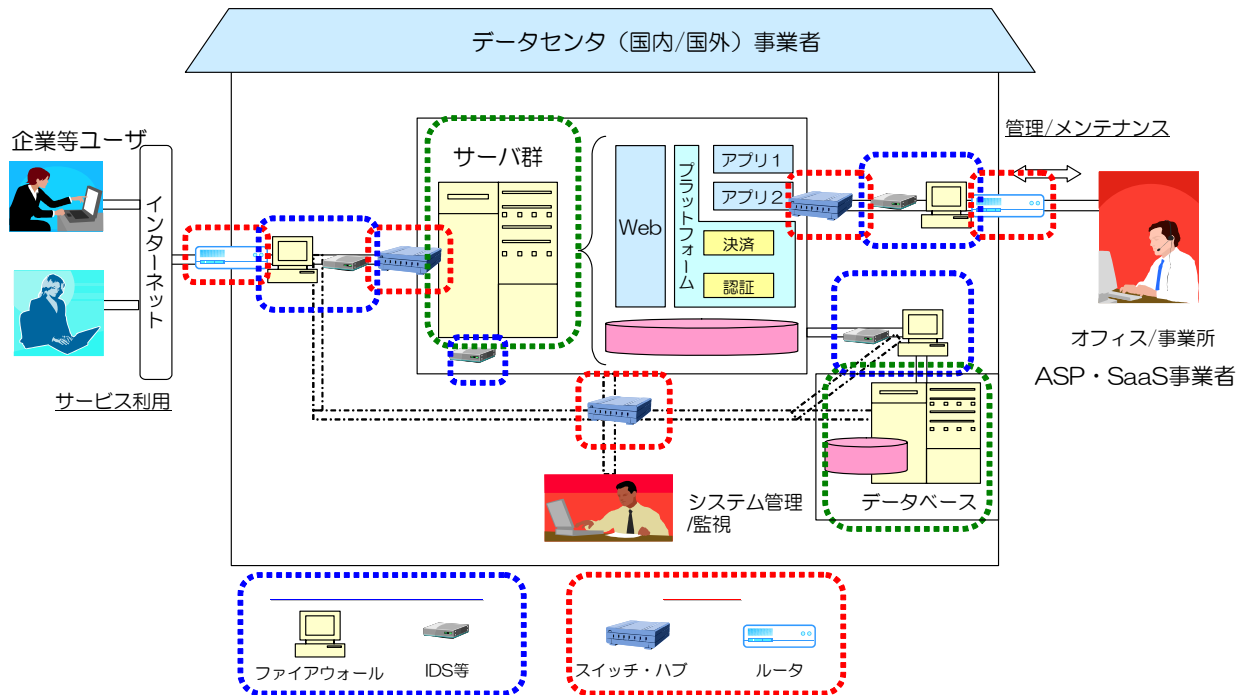 データセンタ（国内/国外）事業者
企業等ユーザ
インターネット
サービス利用
サーバ群
Web
プラットフォーム
アプリ１
アプリ２
決済
認証
管理/メンテナンス
オフィス/事業所
ASP・SaaS事業者
データベース
システム管理
/監視
ファイアウォール
IDS等
スイッチ・ハブ
ルータ